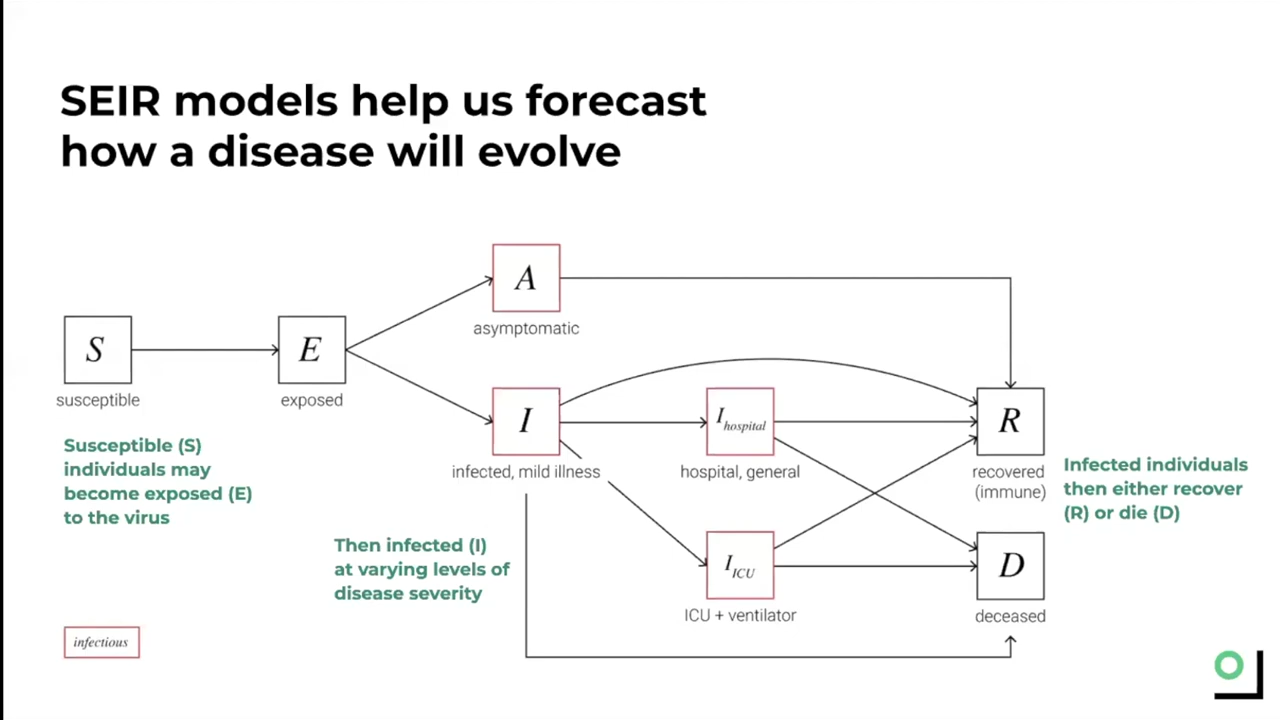 SEIR models help us forecast
how a disease will evolve
A
asymptomatic
S
susceptible
E
exposed
I
infected, mild illness
I hospital
hospital, general
R
recovered
(immune)
Susceptible (S)
individuals may
become exposed (E)
to the virus
Infected individuals
then either recover
(R) or die (D)
Then infected (I)
at varying levels of
disease severity
I ICU
ICU + ventilator
D
deceased
infectious